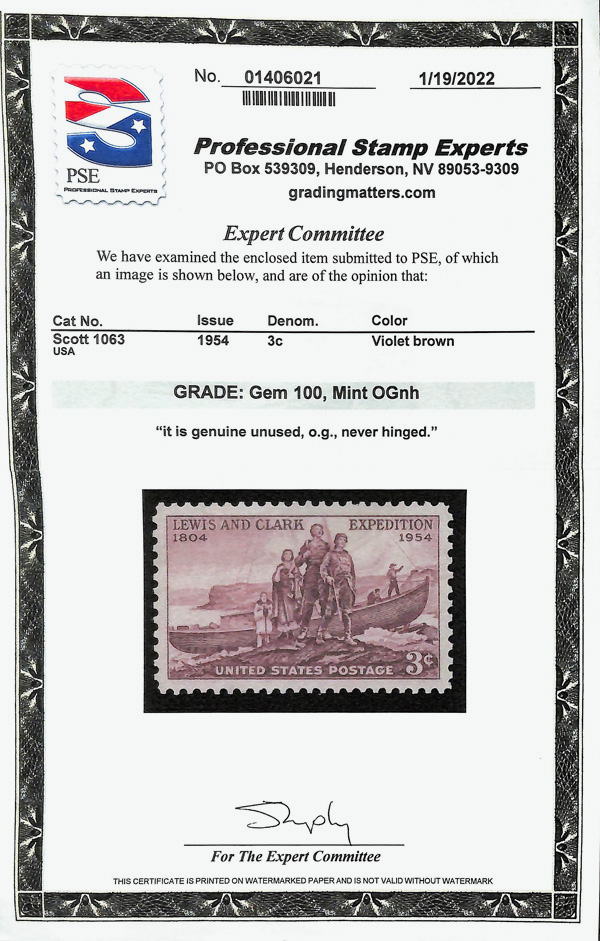 No. 01406021 1/19/2022
PSE
PROFESSIONAL STAMP EXPERTS
Professional Stamp Experts
PO Box 539309, Henderson, NV 89053-9309
gradingmatters.com
Expert Committee
We have examined the enclosed item submitted to PSE, of which
an image is shown below, and are of the opinion that:
Cat No. Issue Denom. Color
Scott 1063 1954 3c Violet brown
USA
GRADE: Gem 100, Mint OGnh
“it is genuine unused, o.g., never hinged.”
LEWIS AND CLARK EXPEDITION
1804 1954
UNITED STATES POSTAGE 3¢
For The Expert Committee
THIS CERTIFICATE IS PRINTED ON WATERMARKED PAPER AND IS NOT VALID WITHOUT WATERMARK